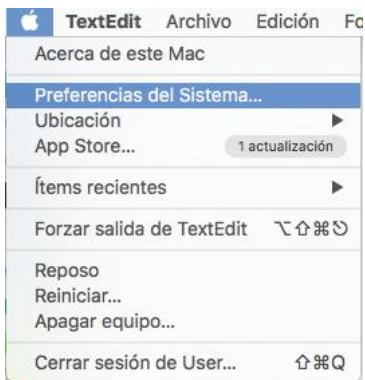 TextEdit Archivo Edición Fo
Acerca de este Mac
Preferencias del Sistema...
Ubicación ▶
App Store... 1 actualización
Ítems recientes ▶
Forzar salida de TextEdit ⌥⇧⌘⎋
Reposo
Reiniciar...
Apagar equipo...
Cerrar sesión de User... ⇧⌘Q